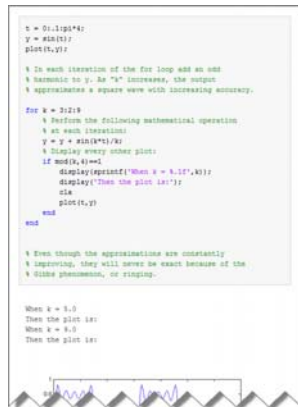 t = 0:.1:pi*4;
y = sin(t);
plot(t,y);
% In each iteration of the for loop add an odd
% harmonic to y. As "k" increases, the output
% approximates a square wave with increasing accuracy.
for k = 3:2:9
% Perform the following mathematical operation
% at each iteration:
y = y + sin(k*t)/k;
% Display every other plot:
if mod(k,4)==1
display(sprintf('When k = %.1f',k));
display('Then the plot is:');
cla
plot(t,y)
end
end
% Even though the approximations are constantly
% improving, they will never be exact because of the
% Gibbs phenomenon, or ringing.
When k = 5.0
Then the plot is:
When k = 9.0
Then the plot is:
1